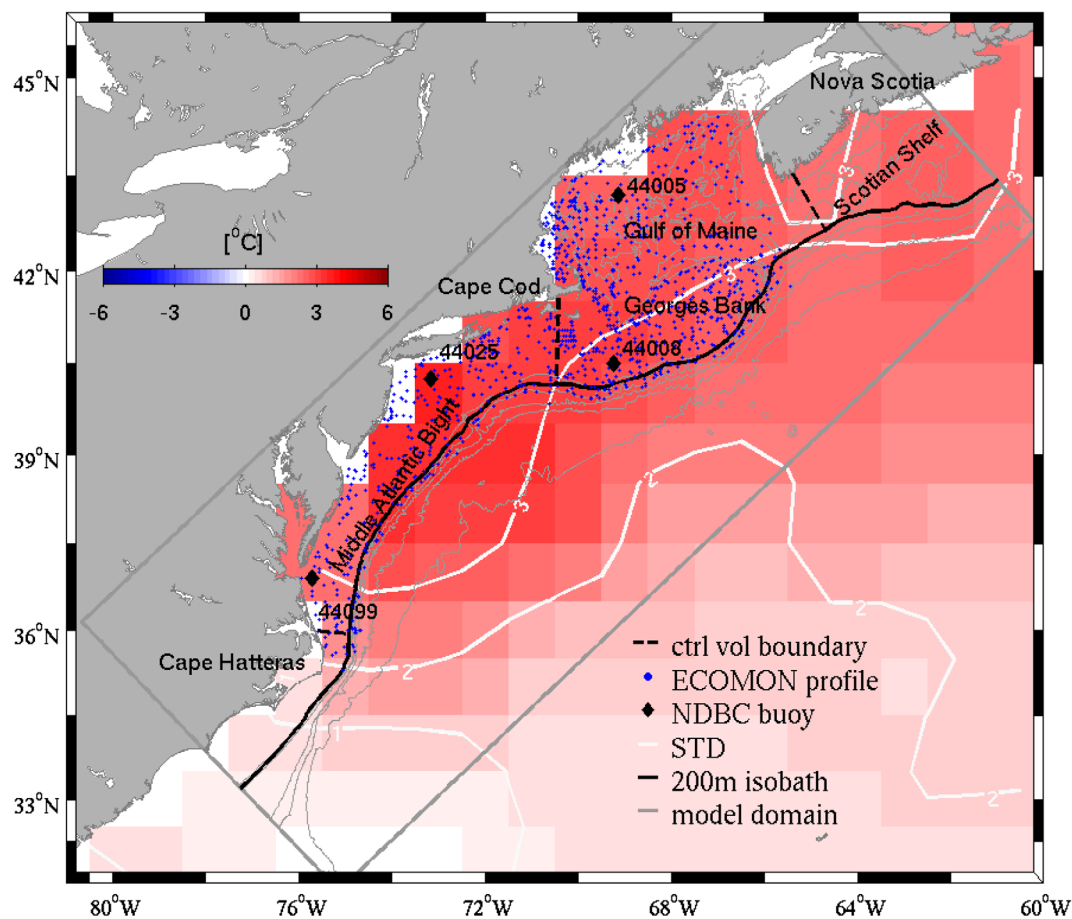 45°N
42°N
39°N
36°N
33°N
80°W
76°W
72°W
68°W
64°W
60°W
[°C]
-6
-3
0
3
6
Nova Scotia
Scotian Shelf
44005
Gulf of Maine
Cape Cod
Georges Bank
44008
44025
Middle Atlantic Bight
44099
Cape Hatteras
3
3
3
3
2
2
2
2
2
1
ctrl vol boundary
ECOMON profile
NDBC buoy
STD
200m isobath
model domain